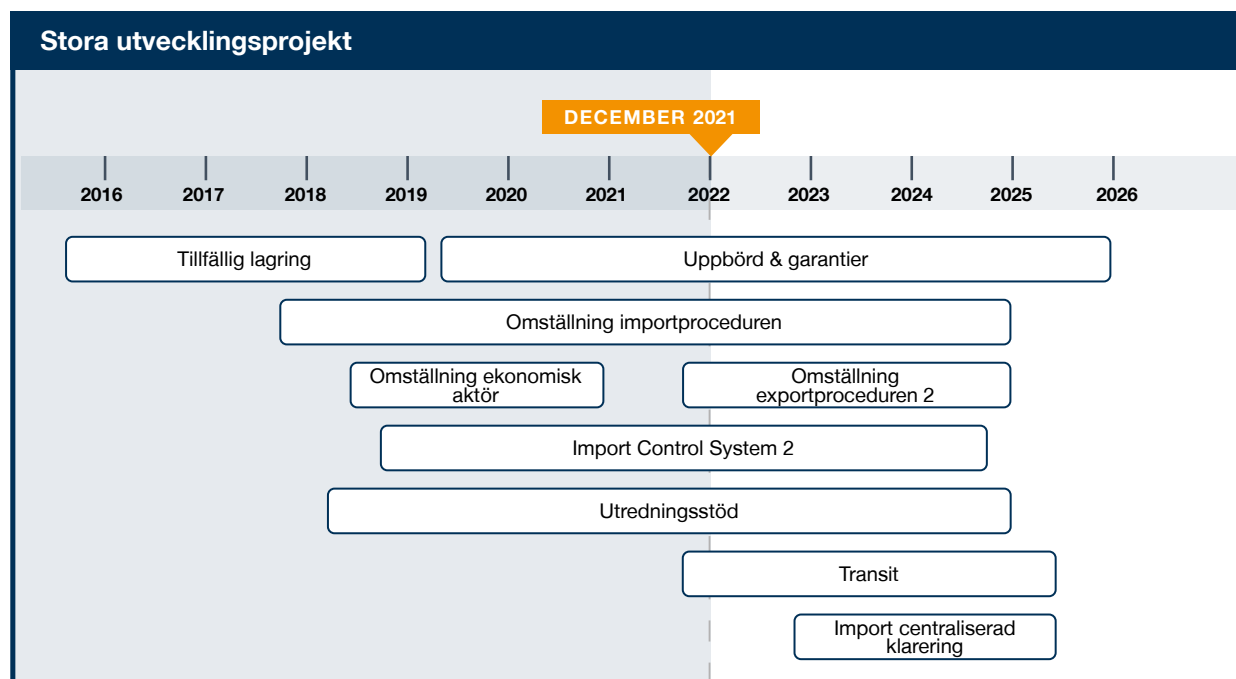 Stora utvecklingsprojekt
DECEMBER 2021
2016 2017 2018 2019 2020 2021 2022 2023 2024 2025 2026
Tillfällig lagring
Uppbörd & garantier
Omställning importproceduren
Omställning ekonomisk
aktör
Omställning
exportproceduren 2
Import Control System 2
Utredningsstöd
Transit
Import centraliserad
klarering